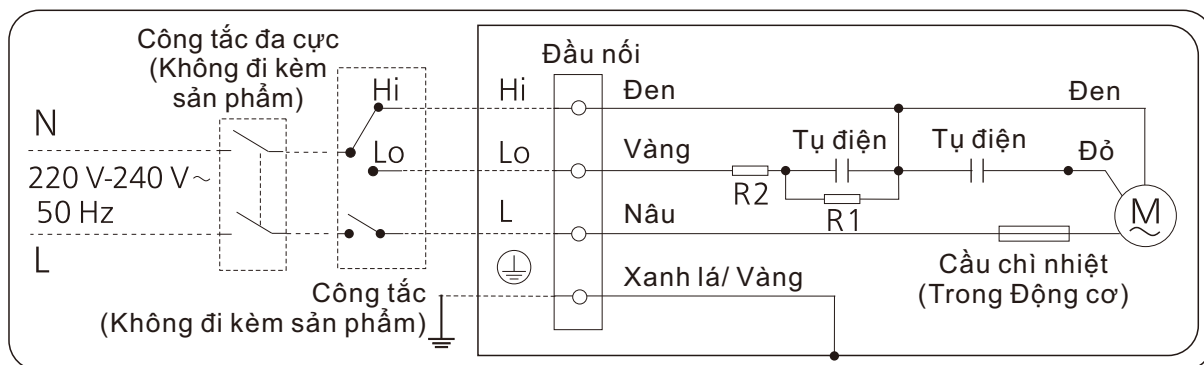 Công tắc đa cực
(Không đi kèm
sản phẩm)
N
220 V-240 V ~
50 Hz
L
Hi
Lo
Công tắc
(Không đi kèm sản phẩm)
Hi
Lo
L
Đầu nối
Đen
Vàng
Nâu
Xanh lá/ Vàng
R2
Tụ điện
R1
Tụ điện
Đen
Đỏ
M
Cầu chì nhiệt
(Trong Động cơ)